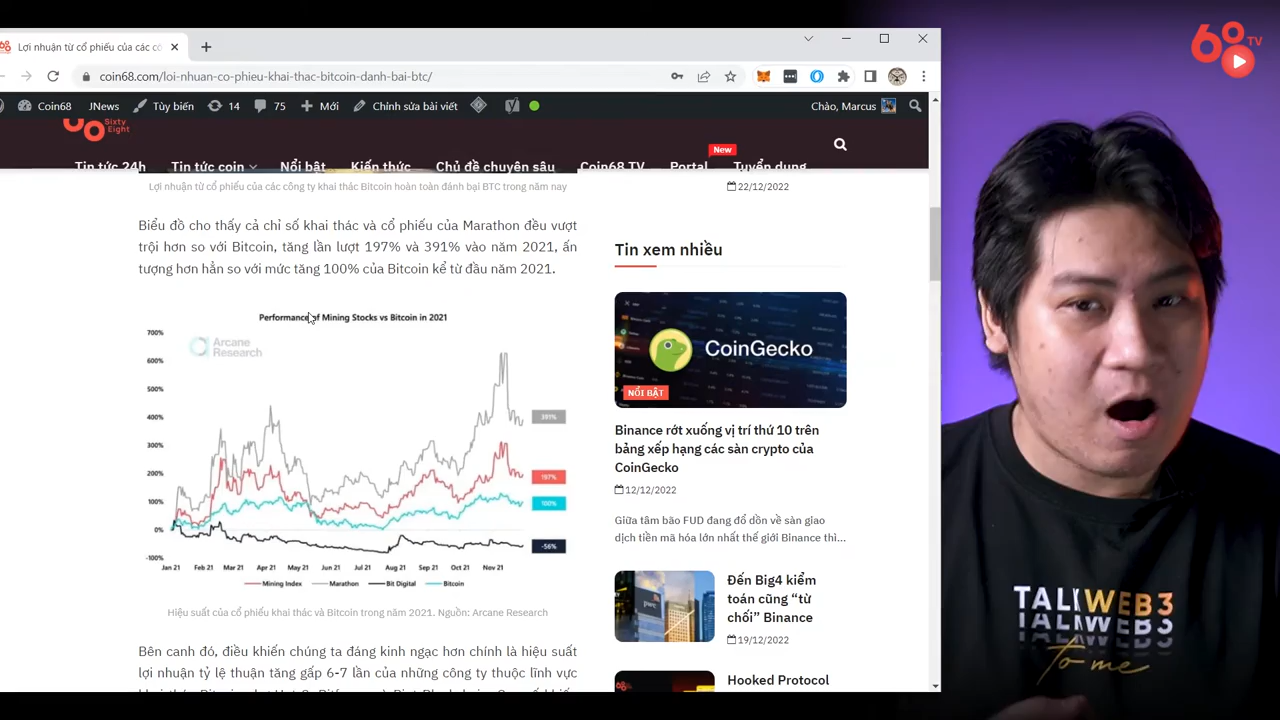 Lợi nhuận từ cổ phiếu của các cô
coin68.com/loi-nhuan-co-phieu-khai-thac-bitcoin-danh-bai-btc/
Coin68
JNews
Tùy biến
14
75
Mới
Chỉnh sửa bài viết
Chào, Marcus
Sixty
Eight
New
Tin tức 24h
Tin tức coin
Nổi bật
Kiến thức
Chủ đề chuyên sâu
Coin68 TV
Portal
Tuyển dụng
Lợi nhuận từ cổ phiếu của các công ty khai thác Bitcoin hoàn toàn đánh bại BTC trong năm nay
Biểu đồ cho thấy cả chỉ số khai thác và cổ phiếu của Marathon đều vượt
trội hơn so với Bitcoin, tăng lần lượt 197% và 391% vào năm 2021, ấn
tượng hơn hẳn so với mức tăng 100% của Bitcoin kể từ đầu năm 2021.
Performance of Mining Stocks vs Bitcoin in 2021
Arcane
Research
700%
600%
500%
400%
300%
200%
100%
0%
-100%
391%
197%
100%
-56%
Jan 21
Feb 21
Mar 21
Apr 21
May 21
Jun 21
Jul 21
Aug 21
Sep 21
Oct 21
Nov 21
Mining Index
Marathon
Bit Digital
Bitcoin
Hiệu suất của cổ phiếu khai thác và Bitcoin trong năm 2021. Nguồn: Arcane Research
Bên cạnh đó, điều khiến chúng ta đáng kinh ngạc hơn chính là hiệu suất
lợi nhuận tỷ lệ thuận tăng gấp 6-7 lần của những công ty thuộc lĩnh vực
22/12/2022
Tin xem nhiều
CoinGecko
NỔI BẬT
Binance rớt xuống vị trí thứ 10 trên
bảng xếp hạng các sàn crypto của
CoinGecko
12/12/2022
Giữa tâm bão FUD đang đổ dồn về sàn giao
dịch tiền mã hóa lớn nhất thế giới Binance thì...
pwc
Đến Big4 kiểm
toán cũng “từ
chối” Binance
19/12/2022
Hooked Protocol
68 TV
TALKWEB3
TALKWEB3
TALKWEB3
to me